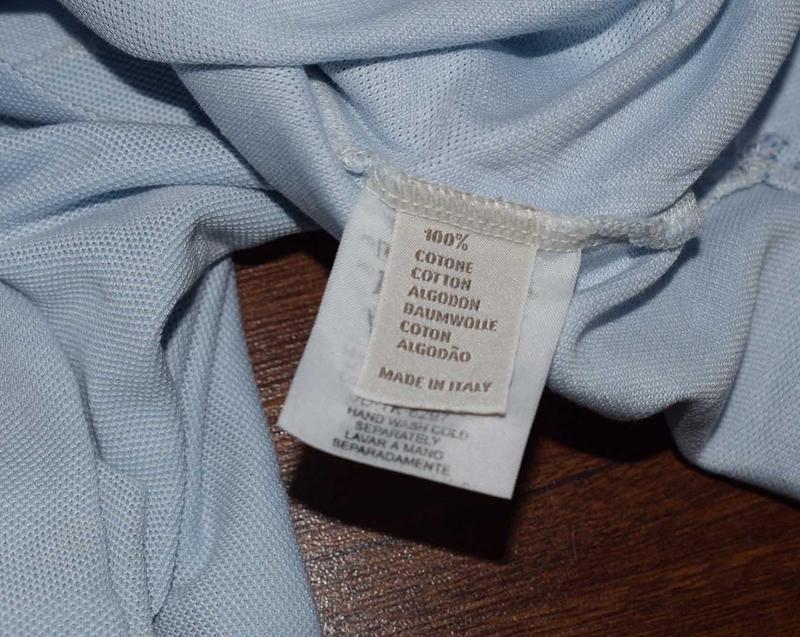 100%
COTONE
COTTON
ALGODON
BAUMWOLLE
COTON
ALGODÃO
MADE IN ITALY
HAND WASH COLD
SEPARATELY
LAVAR A MANO
SEPARADAMENTE